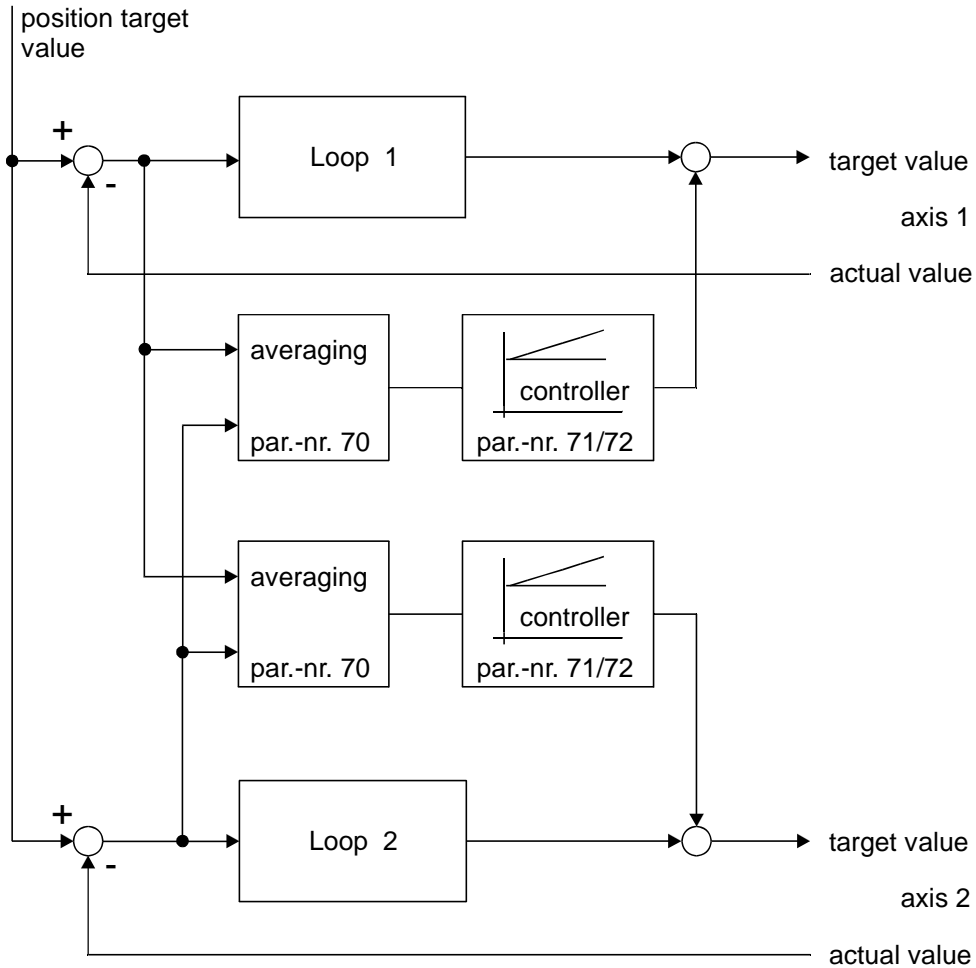 position target
value
+
-
Loop 1
target value
axis 1
actual value
averaging
par.-nr. 70
controller
par.-nr. 71/72
averaging
par.-nr. 70
controller
par.-nr. 71/72
+
-
Loop 2
target value
axis 2
actual value